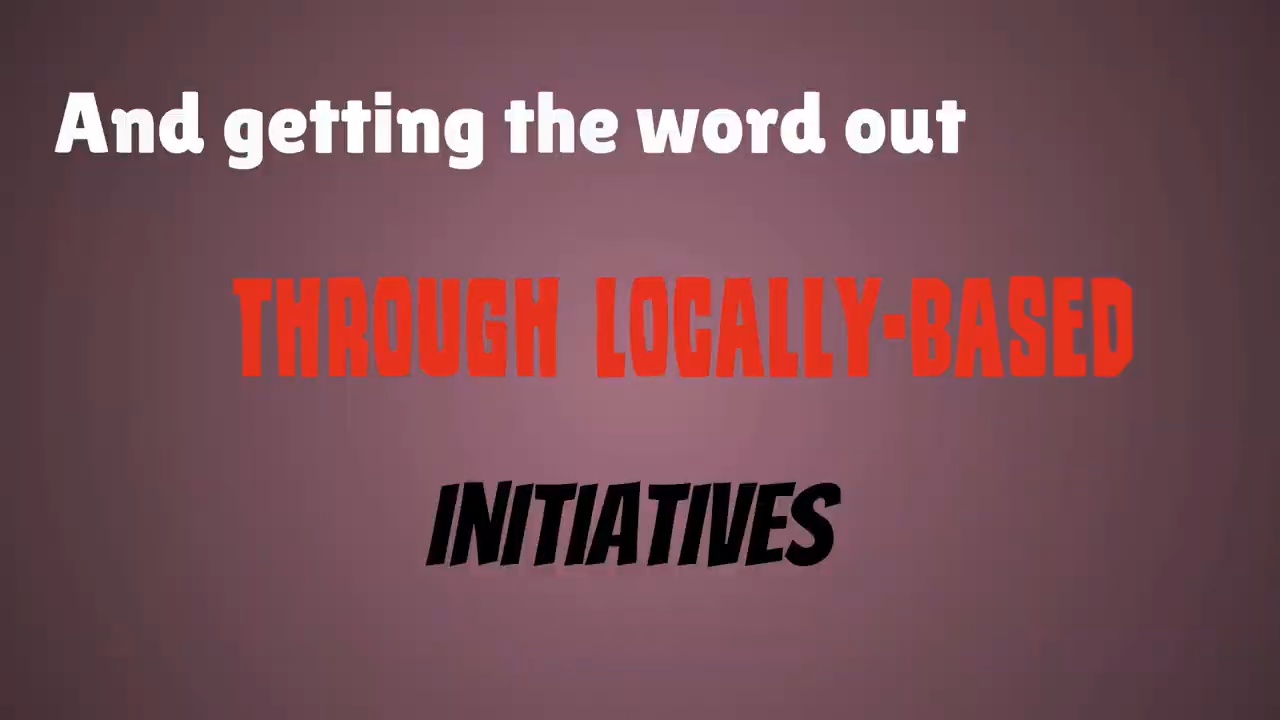 And getting the word out
THROUGH LOCALLY-BASED
INITIATIVES